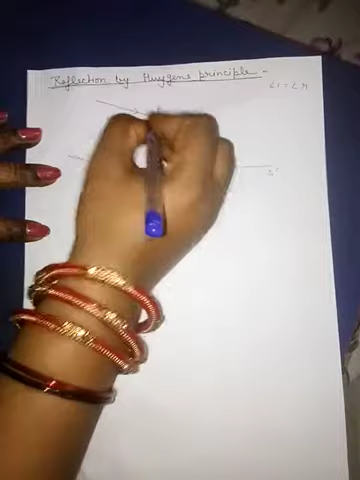 Reflection by Huygens principle -
∠i = ∠r
s'